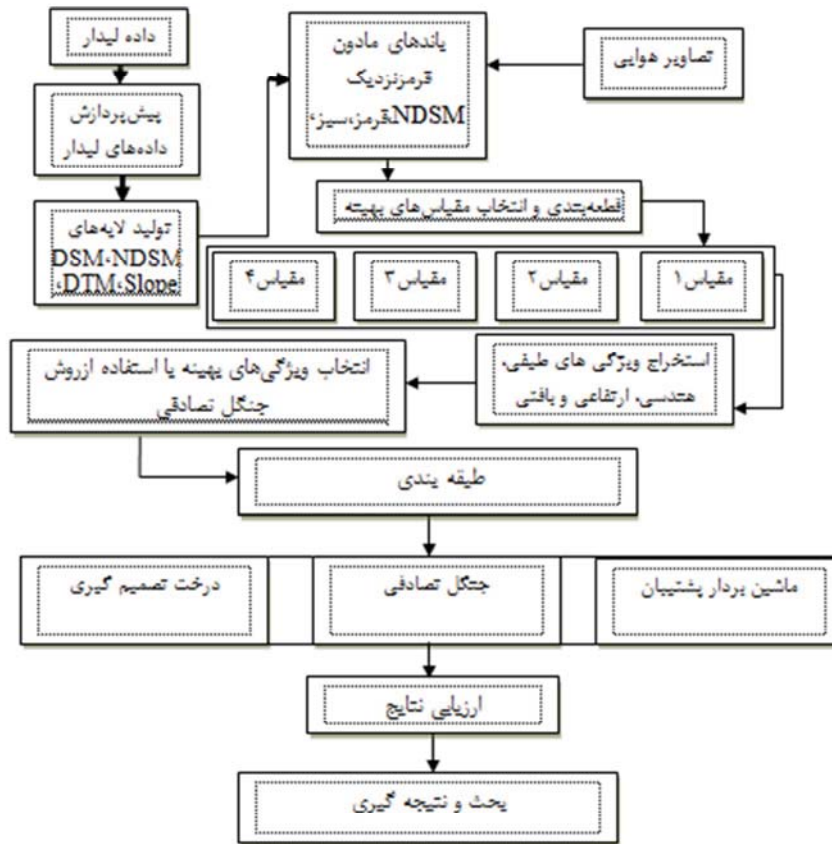 داده لیدار
پیش‌پردازش
داده‌های لیدار
تولید لایه‌های
DSM،NDSM
،DTM،Slope
باندهای مادون
قرمزنزدیک
،قرمز،سبز،NDSM
تصاویر هوایی
قطعه‌بندی و انتخاب مقیاس‌های بهینه
مقیاس۱
مقیاس۲
مقیاس۳
مقیاس۴
استخراج ویژگی های طیفی،
هندسی، ارتفاعی و بافتی
انتخاب ویژگی‌های بهینه با استفاده ازروش
جنگل تصادفی
طبقه بندی
ماشین بردار پشتیبان
جنگل تصادفی
درخت تصمیم گیری
ارزیابی نتایج
بحث و نتیجه گیری